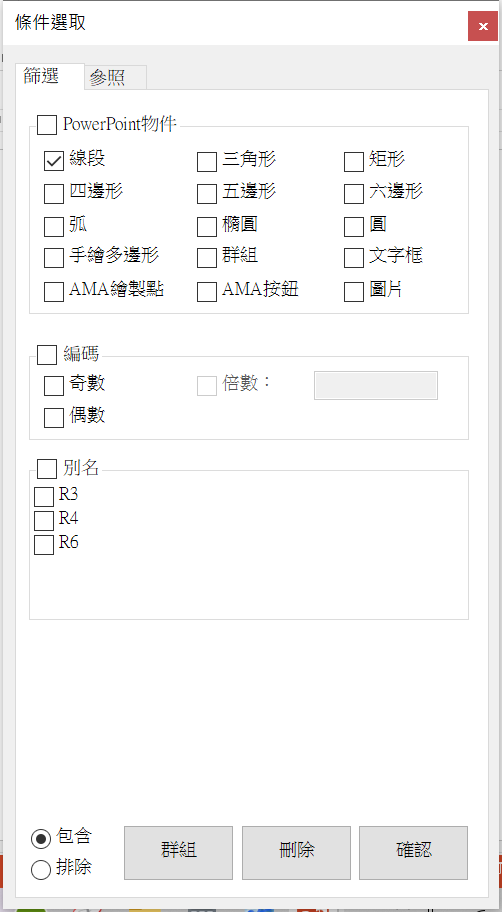 條件選取
篩選 參照
PowerPoint物件
線段 三角形 矩形
四邊形 五邊形 六邊形
弧 橢圓 圓
手繪多邊形 群組 文字框
AMA繪製點 AMA按鈕 圖片
編碼
奇數 倍數：
偶數
別名
R3
R4
R6
包含
排除
群組 刪除 確認